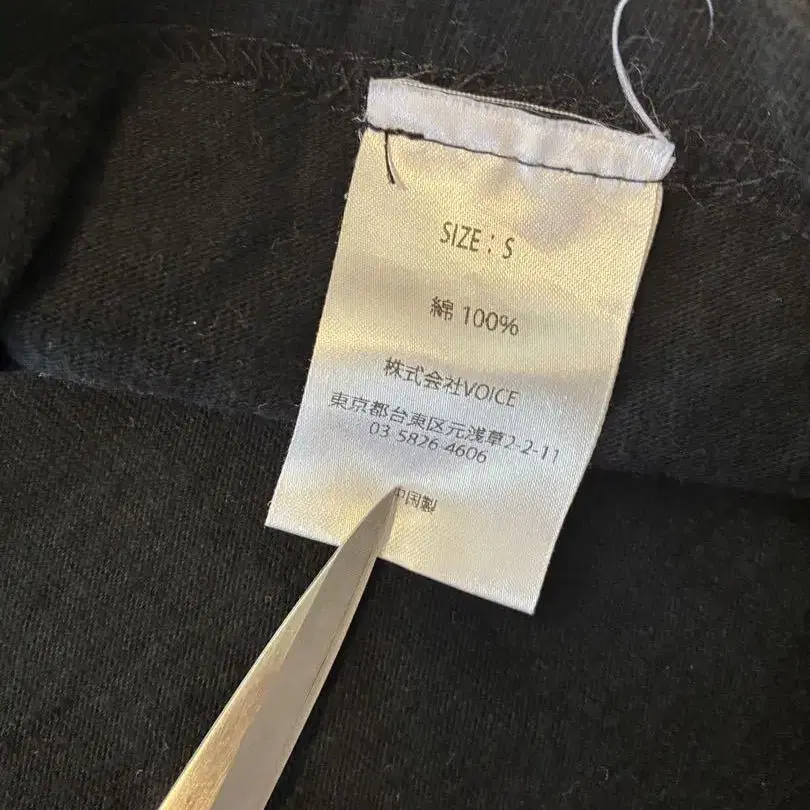 SIZE : S
綿 100%
株式会社VOICE
東京都台東区元浅草2-2-11
03 5826 4606
中国製